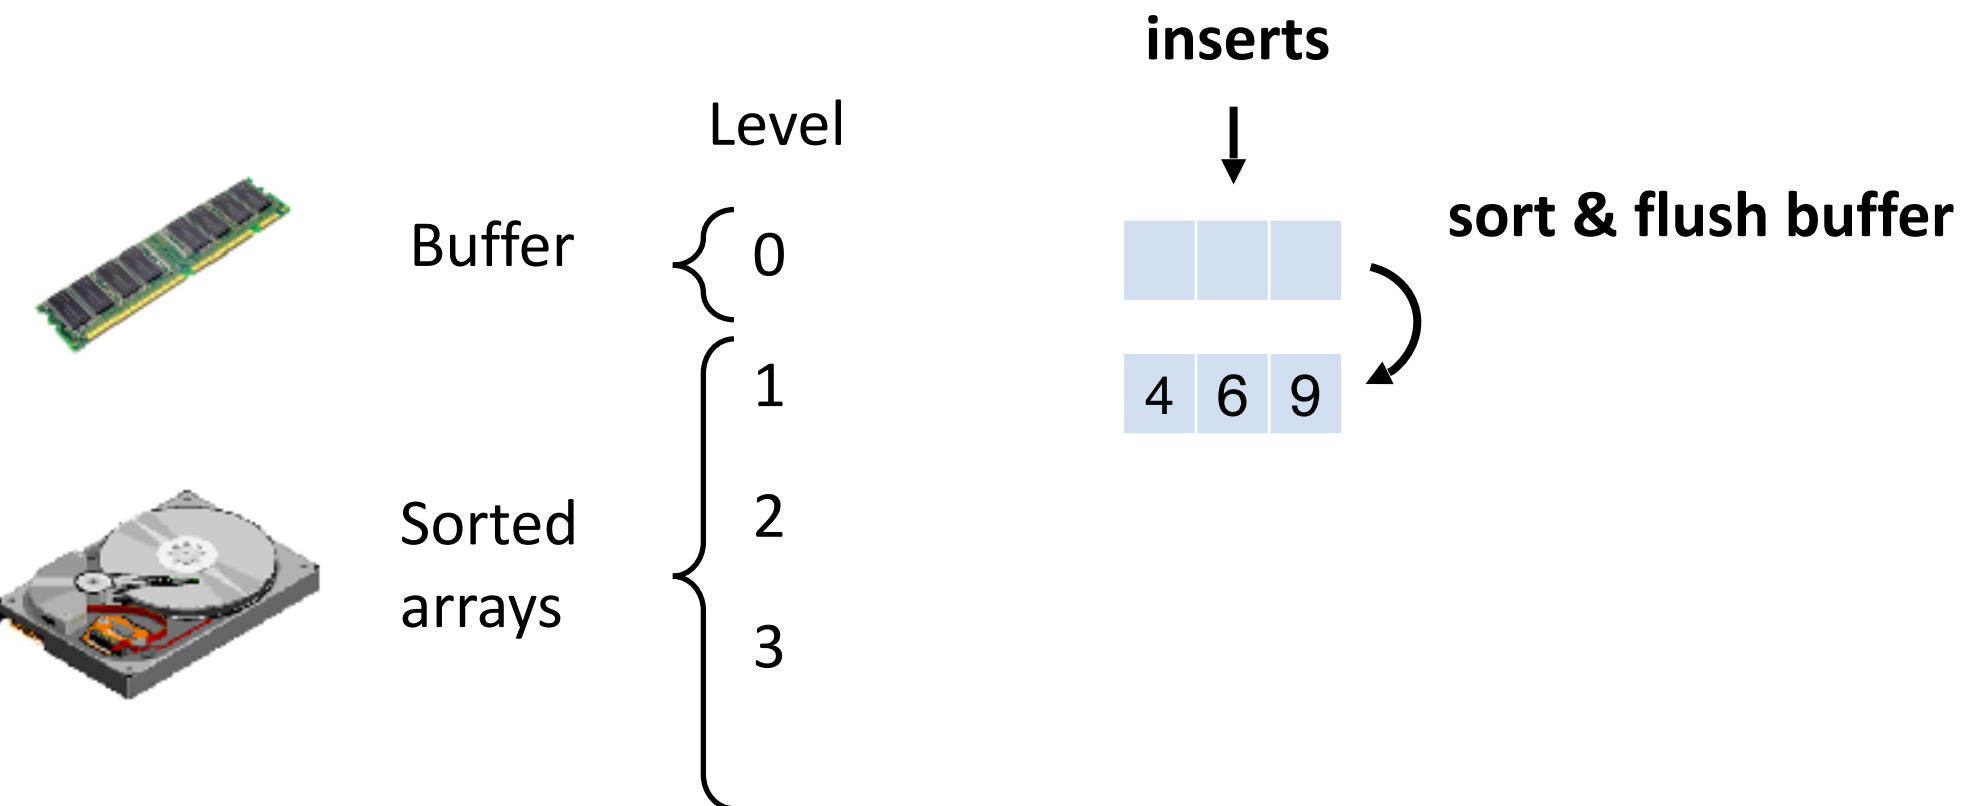 inserts
Level
sort & flush buffer
Buffer
0
1
4 6 9
Sorted
arrays
2
3